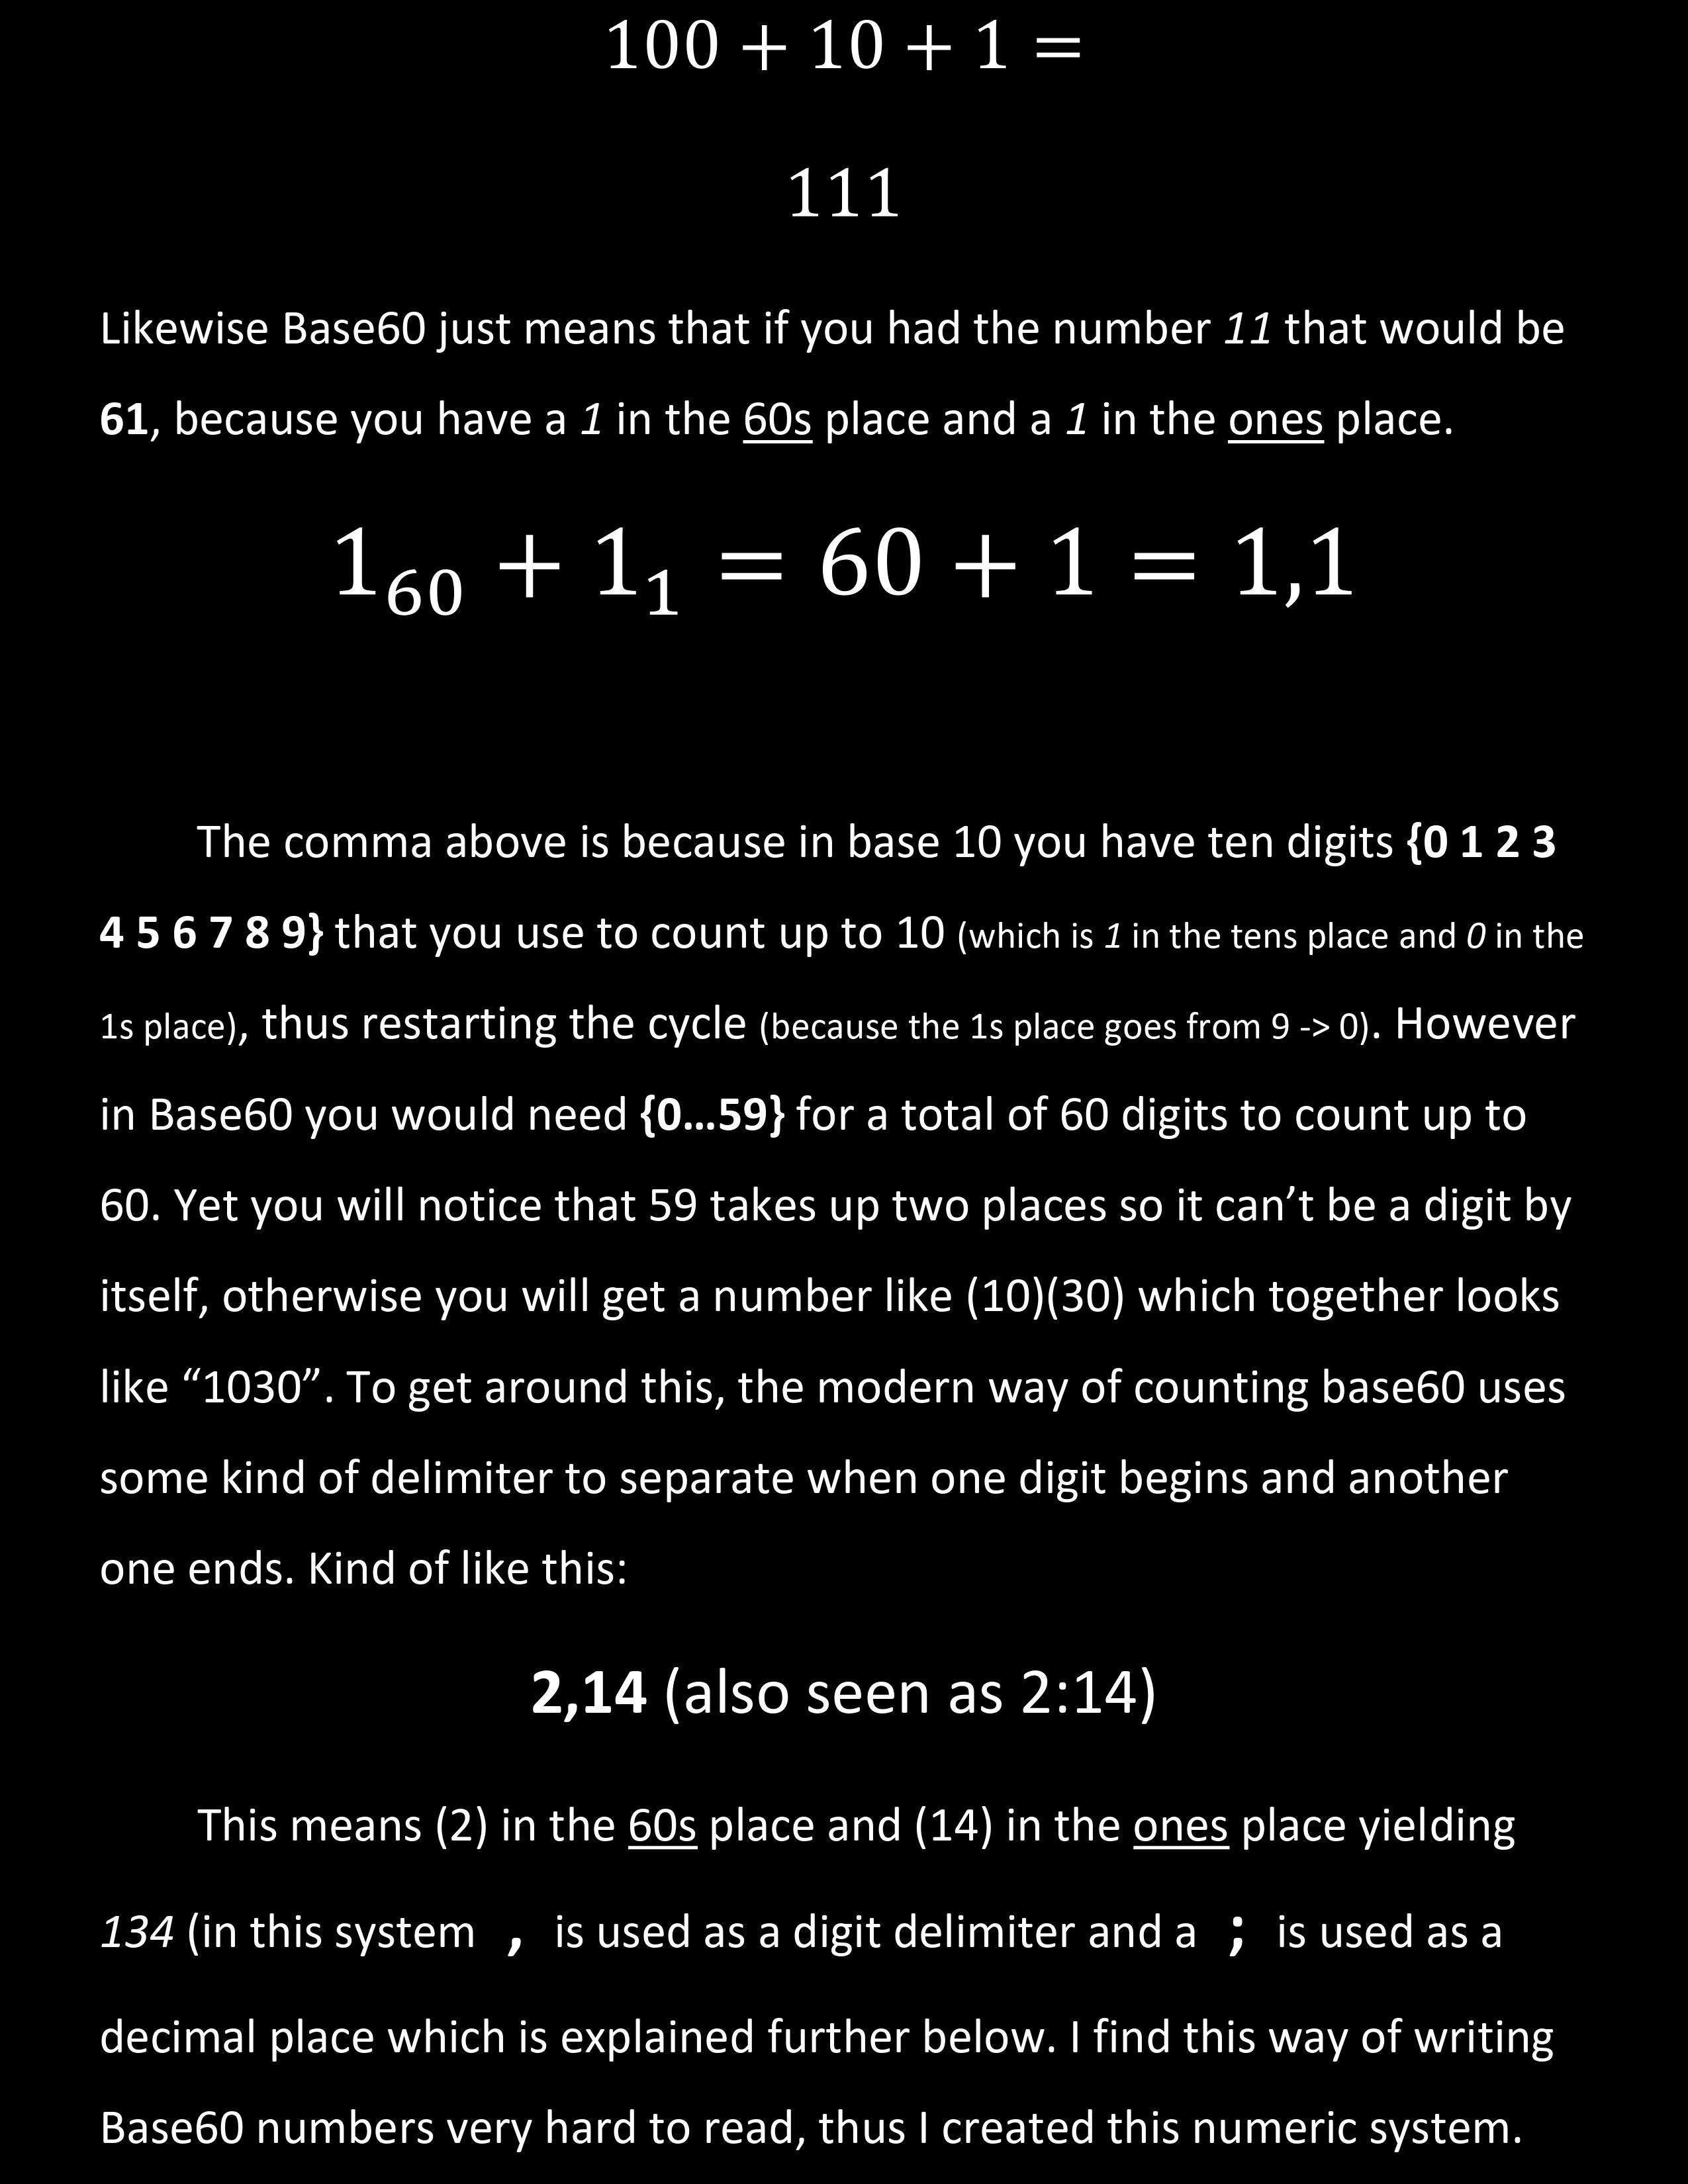 100 + 10 + 1 =
111
Likewise Base60 just means that if you had the number 11 that would be
61, because you have a 1 in the 60s place and a 1 in the ones place.
1₆₀ + 1₁ = 60 + 1 = 1,1
The comma above is because in base 10 you have ten digits {0 1 2 3
4 5 6 7 8 9} that you use to count up to 10 (which is 1 in the tens place and 0 in the
1s place), thus restarting the cycle (because the 1s place goes from 9 -> 0). However
in Base60 you would need {0...59} for a total of 60 digits to count up to
60. Yet you will notice that 59 takes up two places so it can’t be a digit by
itself, otherwise you will get a number like (10)(30) which together looks
like “1030”. To get around this, the modern way of counting base60 uses
some kind of delimiter to separate when one digit begins and another
one ends. Kind of like this:
2,14 (also seen as 2:14)
This means (2) in the 60s place and (14) in the ones place yielding
134 (in this system , is used as a digit delimiter and a ; is used as a
decimal place which is explained further below. I find this way of writing
Base60 numbers very hard to read, thus I created this numeric system.